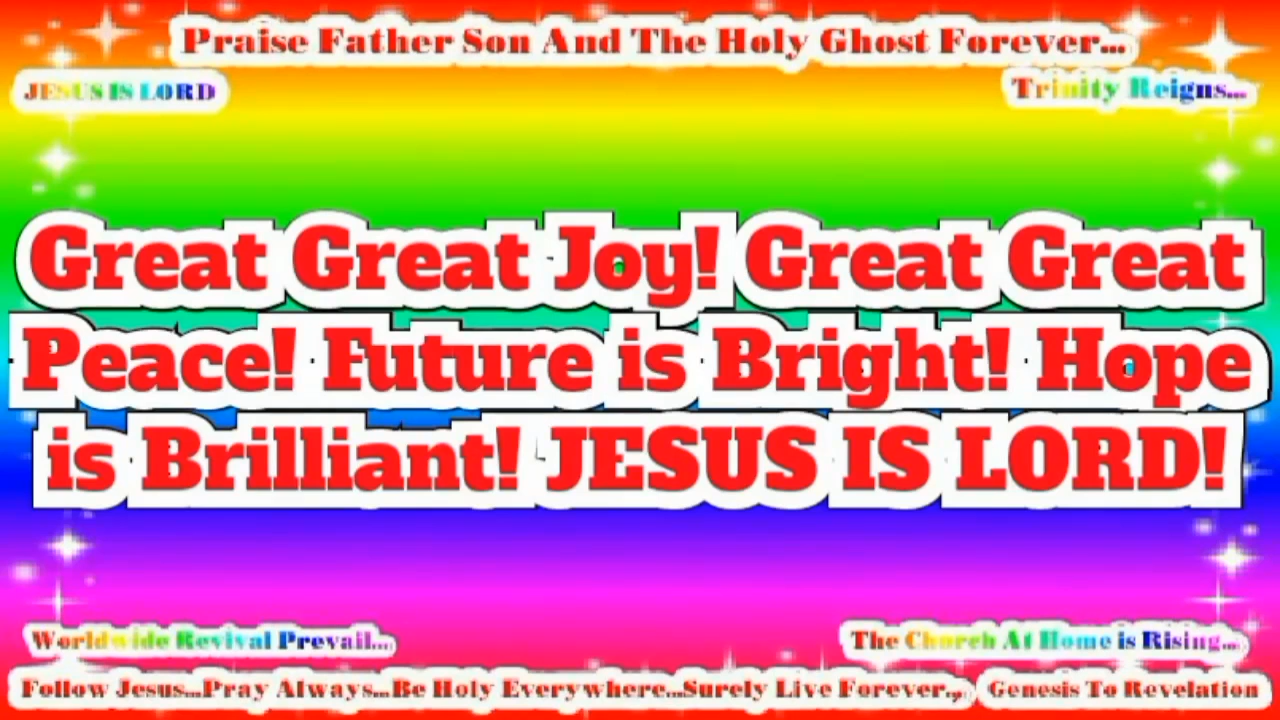 Praise Father Son And The Holy Ghost Forever...
JESUS IS LORD
Trinity Reigns...
Great Great Joy! Great Great
Peace! Future is Bright! Hope
is Brilliant! JESUS IS LORD!
Worldwide Revival Prevail...
The Church At Home is Rising...
Follow Jesus...Pray Always...Be Holy Everywhere...Surely Live Forever.., Genesis To Revelation